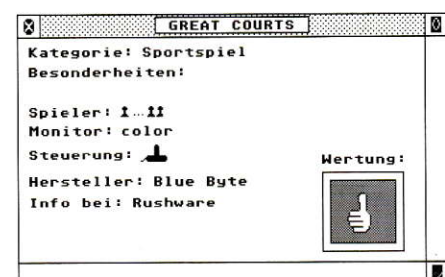 GREAT COURTS
Kategorie: Sportspiel
Besonderheiten:
Spieler: 1...11
Monitor: color
Steuerung:
Wertung:
Hersteller: Blue Byte
Info bei: Rushware